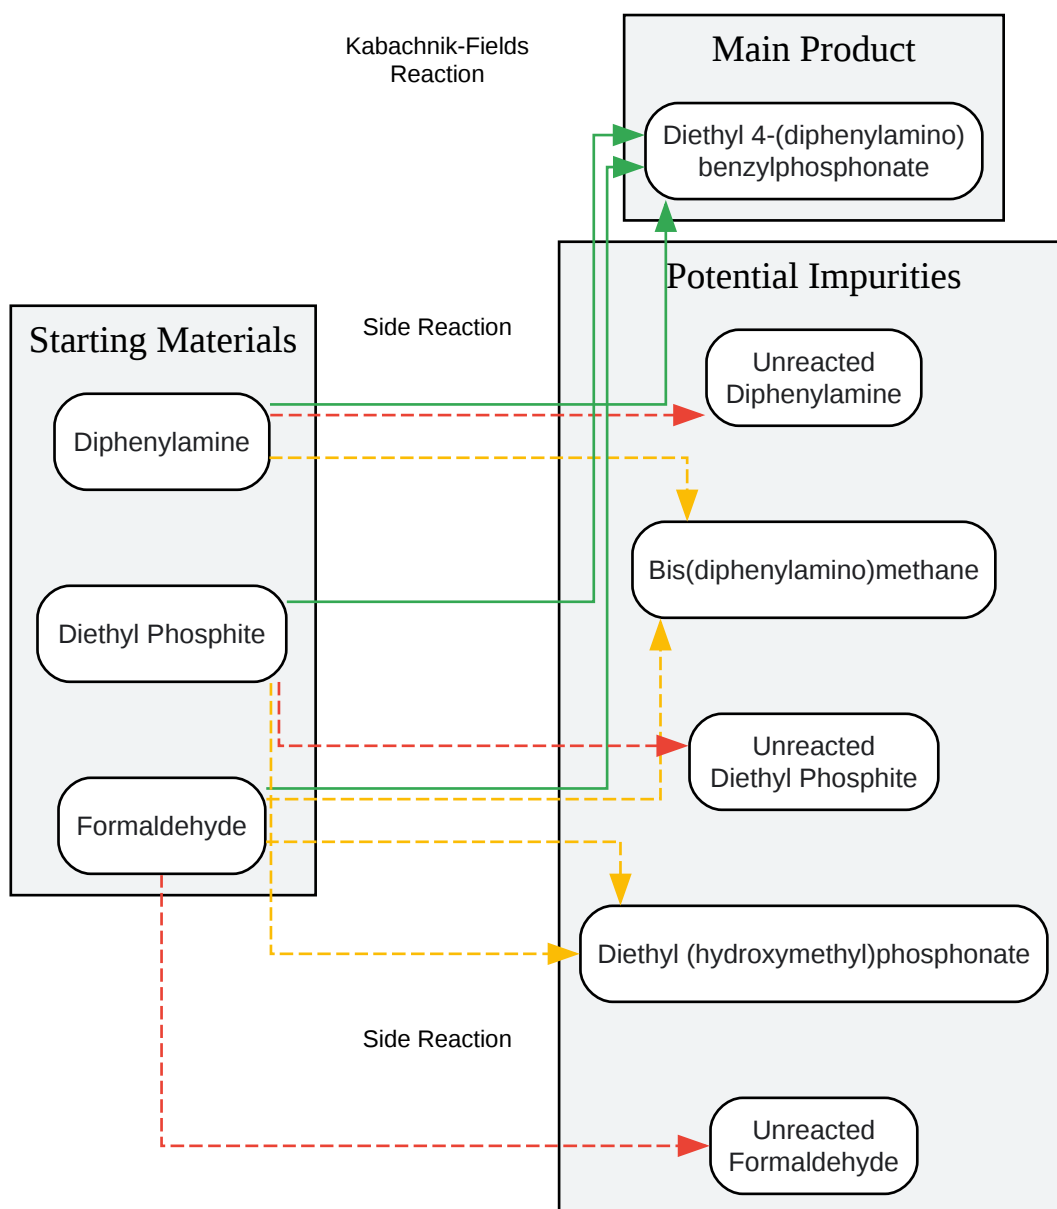 Kabachnik-Fields
Reaction
Main Product
Diethyl 4-(diphenylamino)
benzylphosphonate
Potential Impurities
Starting Materials
Side Reaction
Unreacted
Diphenylamine
Diphenylamine
Bis(diphenylamino)methane
Diethyl Phosphite
Unreacted
Diethyl Phosphite
Formaldehyde
Diethyl (hydroxymethyl)phosphonate
Side Reaction
Unreacted
Formaldehyde